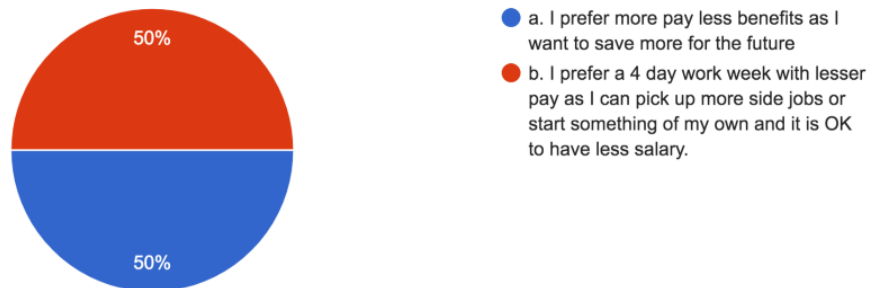 50%
50%
a. I prefer more pay less benefits as I
want to save more for the future
b. I prefer a 4 day work week with lesser
pay as I can pick up more side jobs or
start something of my own and it is OK
to have less salary.